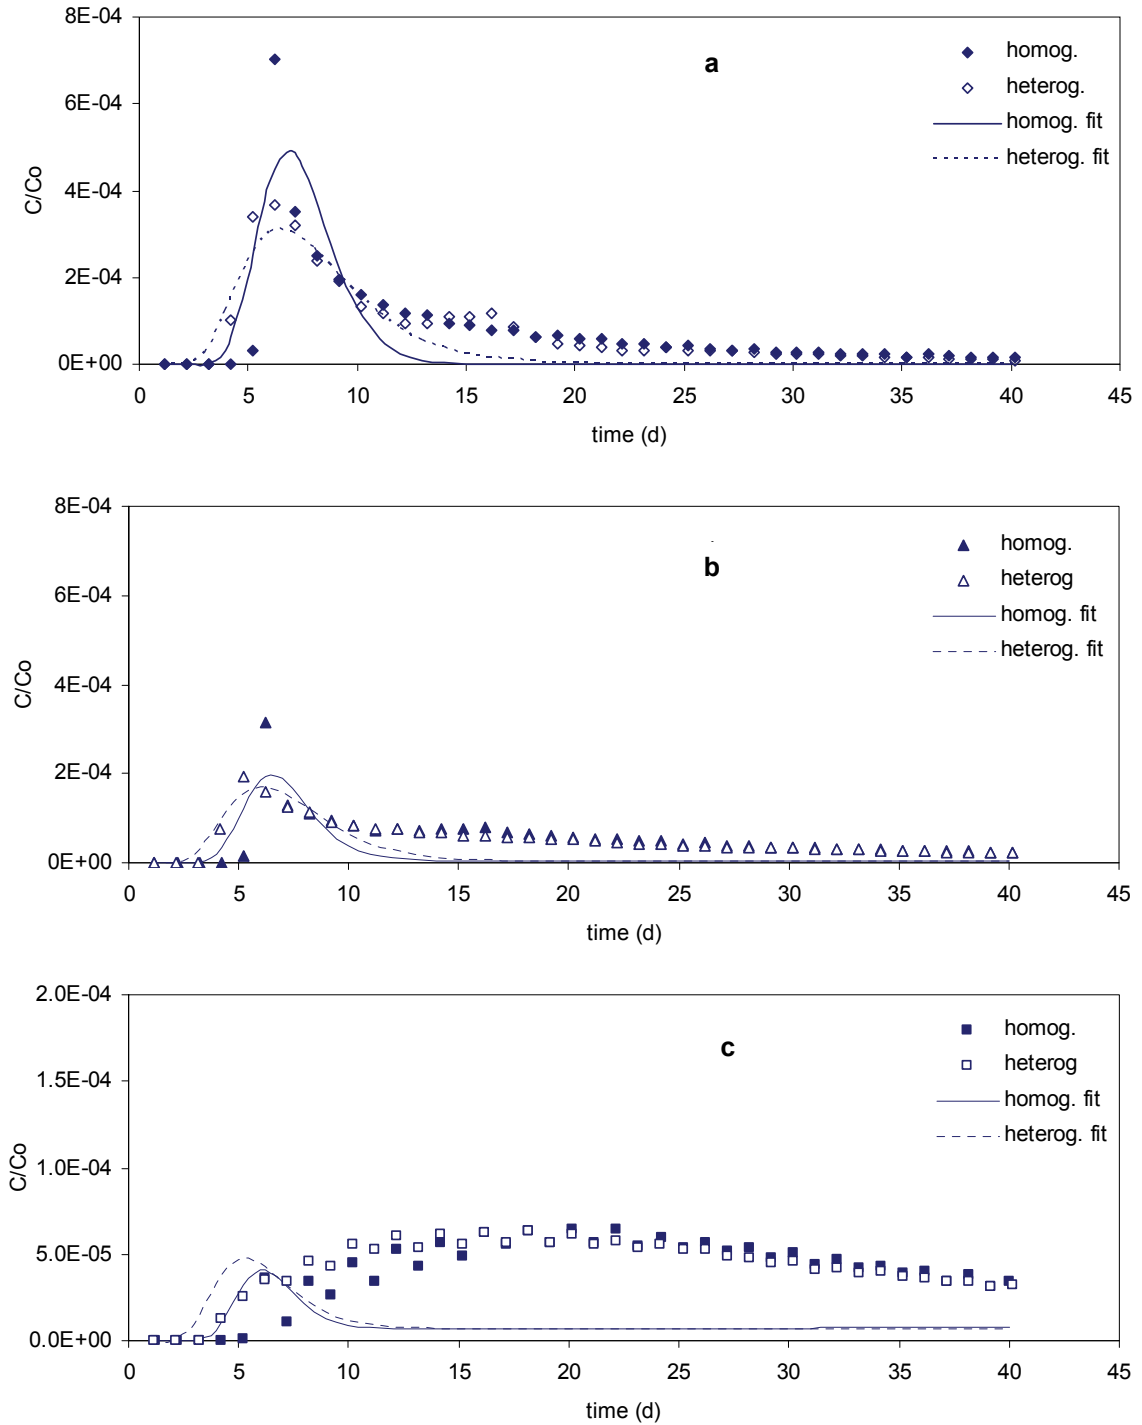 8E-04
a
homog.
heterog.
6E-04
homog. fit
heterog. fit
C/Co
4E-04
2E-04
0E+00
0 5 10 15 20 25 30 35 40 45
time (d)
8E-04
b
homog.
heterog
6E-04
homog. fit
heterog. fit
C/Co
4E-04
2E-04
0E+00
0 5 10 15 20 25 30 35 40 45
time (d)
2.0E-04
c
homog.
heterog
1.5E-04
homog. fit
heterog. fit
C/Co
1.0E-04
5.0E-05
0.0E+00
0 5 10 15 20 25 30 35 40 45
time (d)